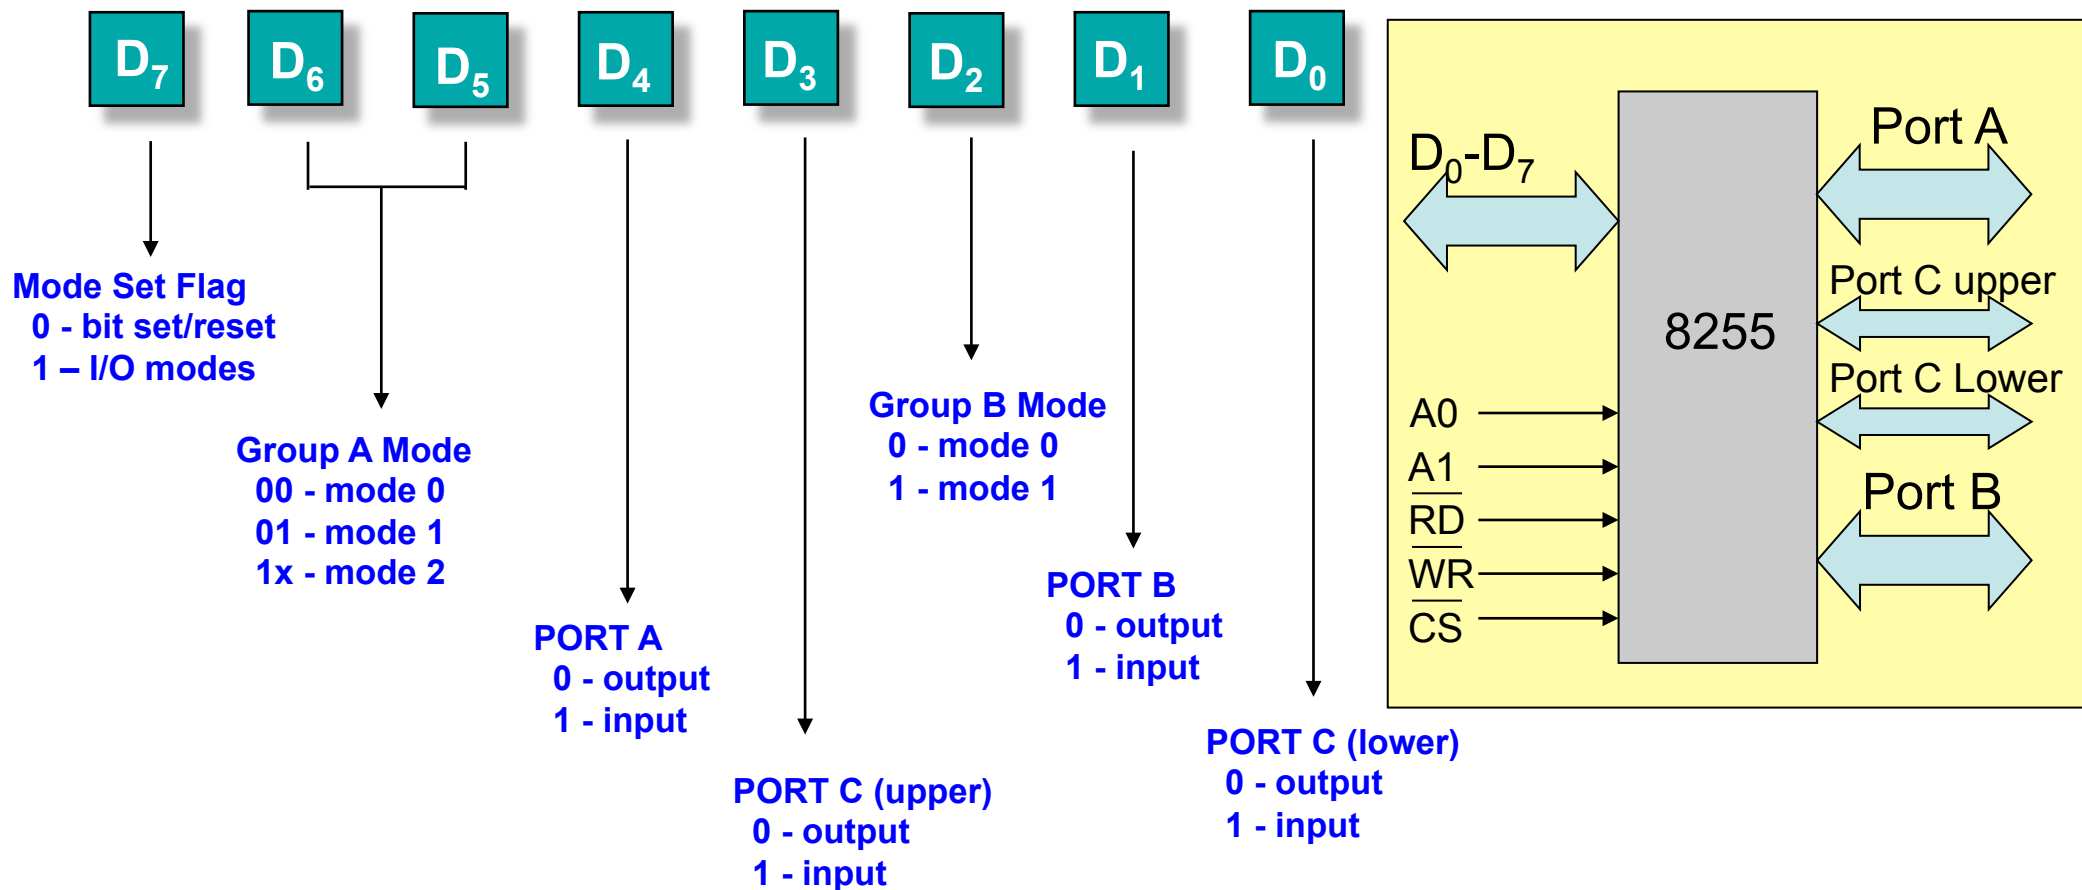 D7 D6 D5 D4 D3 D2 D1 D0
Mode Set Flag
0 - bit set/reset
1 – I/O modes
Group A Mode
00 - mode 0
01 - mode 1
1x - mode 2
PORT A
0 - output
1 - input
PORT C (upper)
0 - output
1 - input
Group B Mode
0 - mode 0
1 - mode 1
PORT B
0 - output
1 - input
PORT C (lower)
0 - output
1 - input
D0-D7
A0
A1
RD
WR
CS
8255
Port A
Port C upper
Port C Lower
Port B